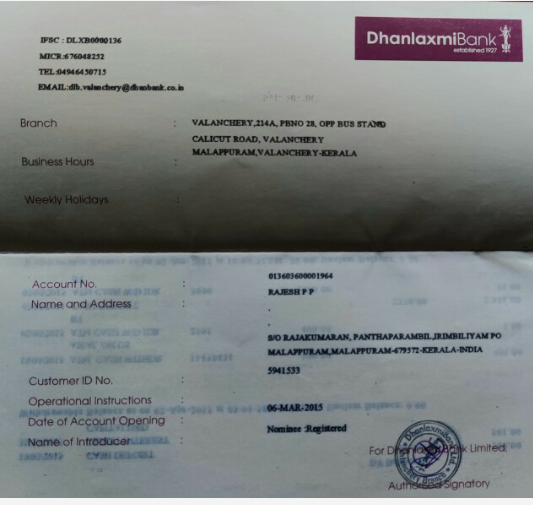 DhanlaxmiBank
established 1927
IFSC : DLXB0000136
MICR:676048252
TEL:04946450715
EMAIL:dlb.valanchery@dhanbank.co.in
Branch : VALANCHERY,214A, PBNO 28, OPP BUS STAND
CALICUT ROAD, VALANCHERY
MALAPPURAM,VALANCHERY-KERALA
Business Hours :
Weekly Holidays :
Account No. : 013603600001964
Name and Address : RAJESH P P
.
.
S/O RAJAKUMARAN, PANTHAPARAMBIL,IRIMBILIYAM PO
MALAPPURAM,MALAPPURAM-679572-KERALA-INDIA
Customer ID No. : 5941533
Operational Instructions :
Date of Account Opening : 06-MAR-2015
Name of Introducer : Nominee :Registered
For Dhanlaxmi Bank Limited
Authorised Signatory